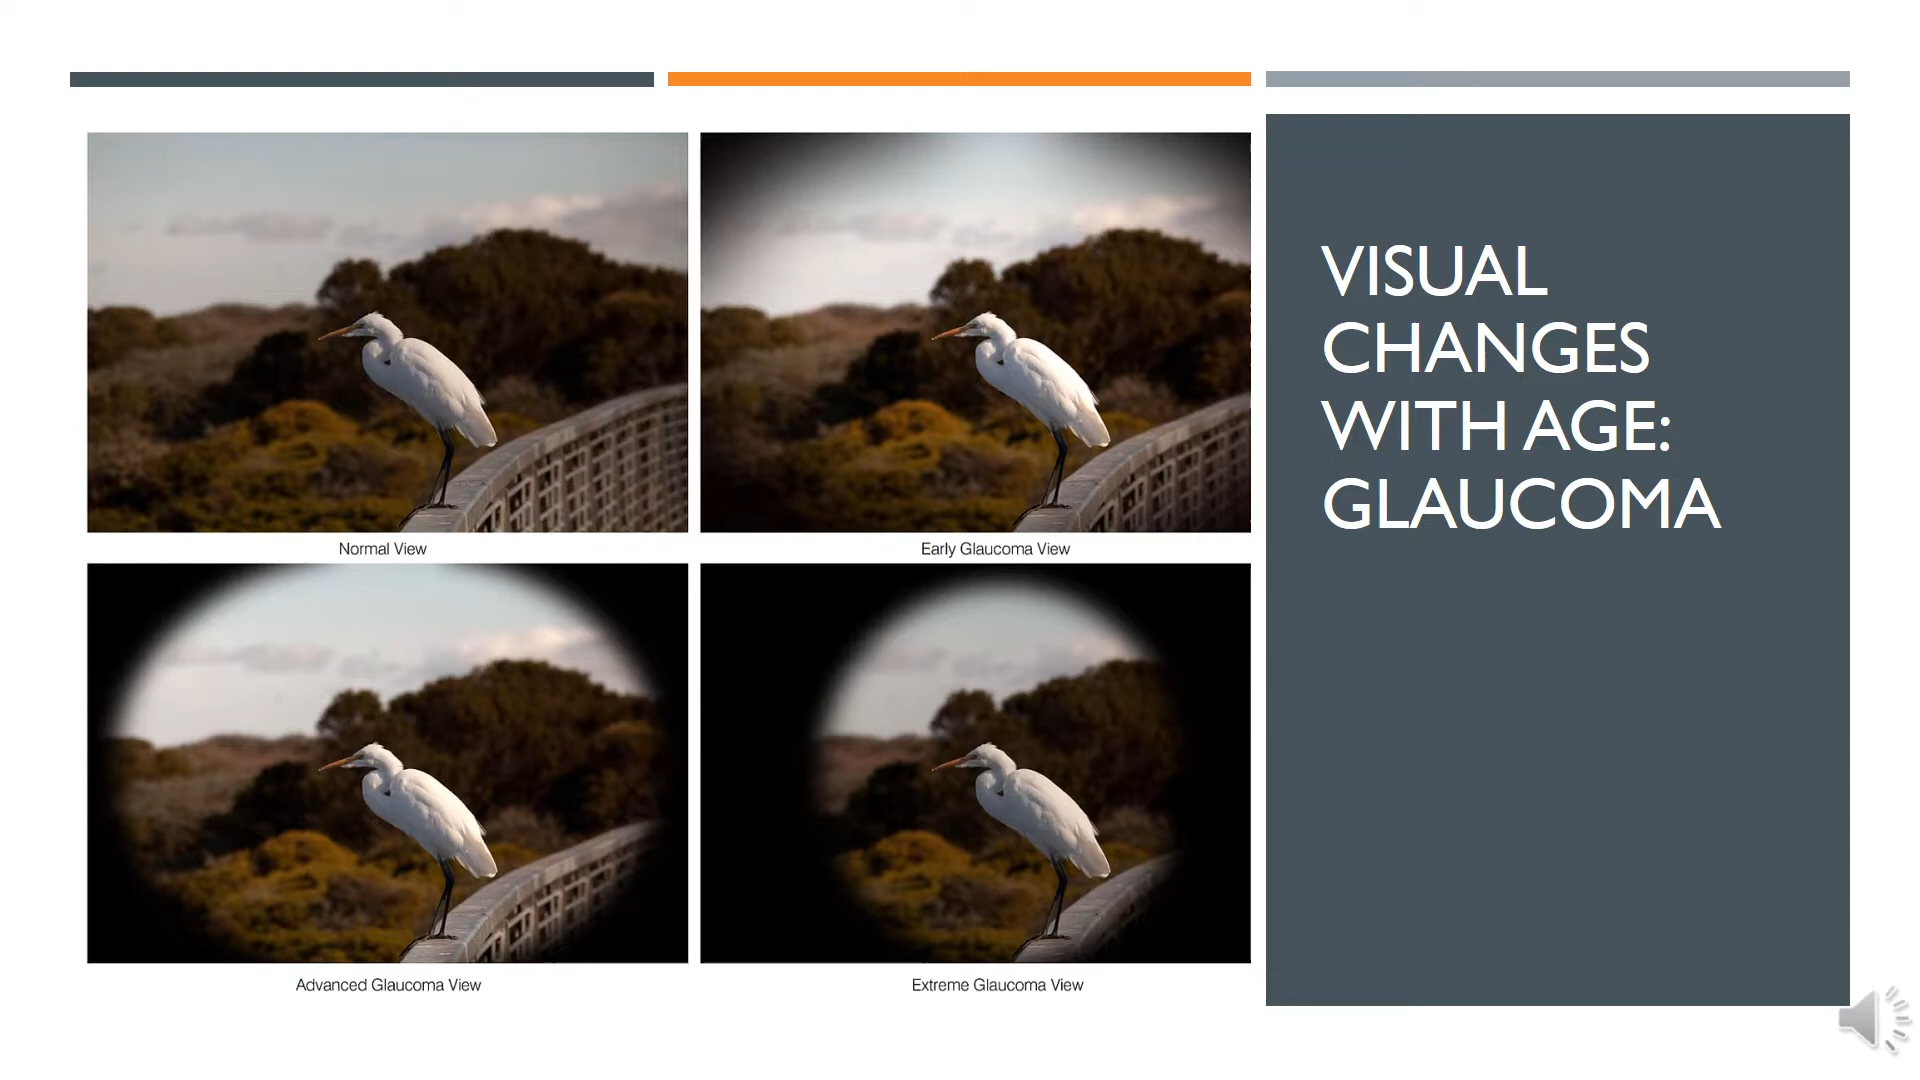 Normal View
Early Glaucoma View
Advanced Glaucoma View
Extreme Glaucoma View
VISUAL
CHANGES
WITH AGE:
GLAUCOMA